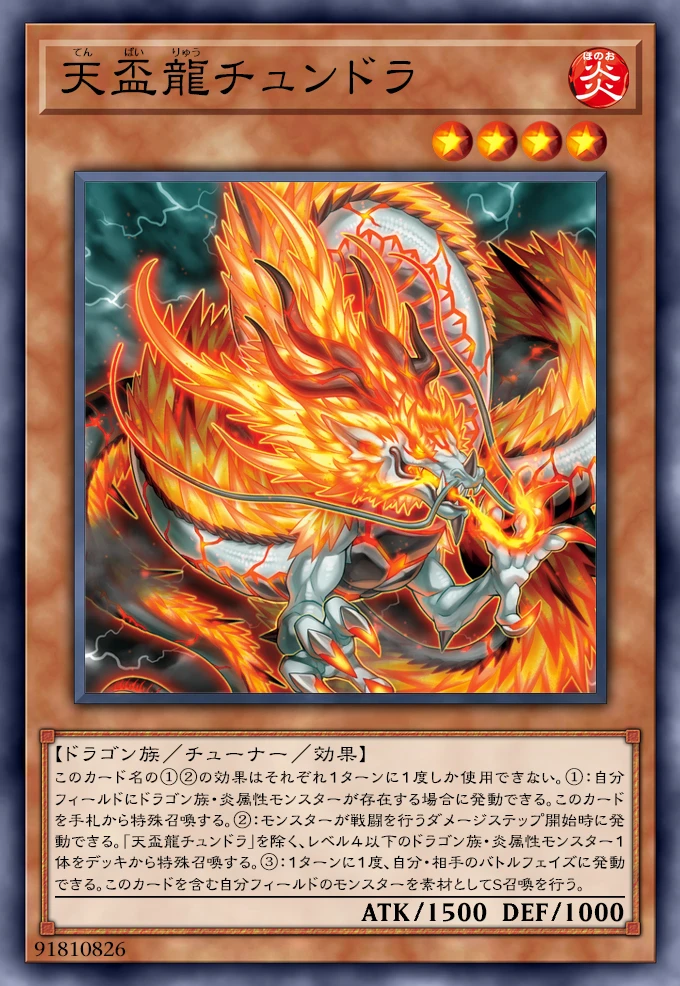 てん ぱい りゅう
天盃龍チュンドラ
ほのお
炎
【ドラゴン族／チューナー／効果】
このカード名の①②の効果はそれぞれ1ターンに1度しか使用できない。①：自分
フィールドにドラゴン族・炎属性モンスターが存在する場合に発動できる。このカード
を手札から特殊召喚する。②：モンスターが戦闘を行うダメージステップ開始時に発
動できる。「天盃龍チュンドラ」を除く、レベル4以下のドラゴン族・炎属性モンスター1
体をデッキから特殊召喚する。③：1ターンに1度、自分・相手のバトルフェイズに発動
できる。このカードを含む自分フィールドのモンスターを素材としてS召喚を行う。
ATK/1500 DEF/1000
91810826